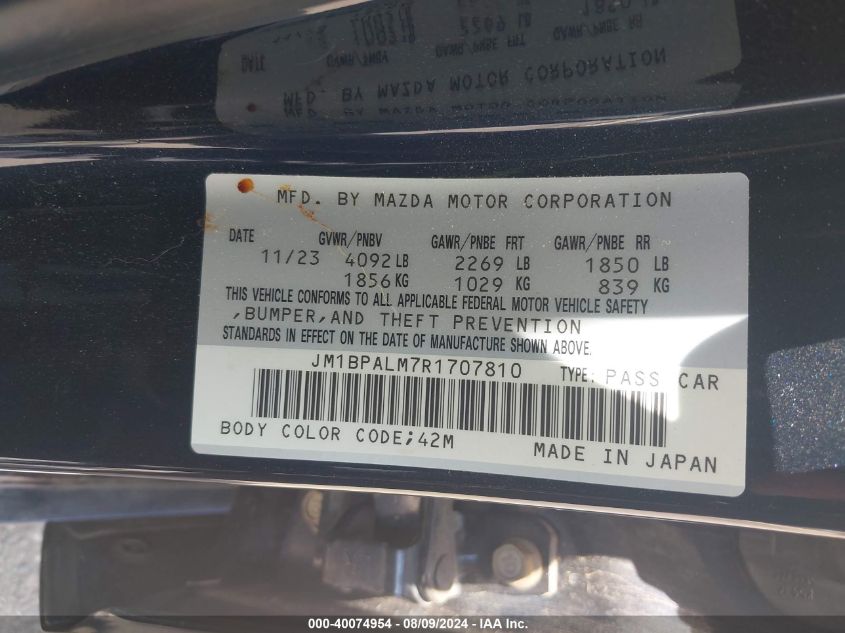 MFD. BY MAZDA MOTOR CORPORATION
DATE GVWR/PNBV GAWR/PNBE FRT GAWR/PNBE RR
11/23 4092 LB 2269 LB 1850 LB
1856 KG 1029 KG 839 KG
THIS VEHICLE CONFORMS TO ALL APPLICABLE FEDERAL MOTOR VEHICLE SAFETY
,BUMPER,AND THEFT PREVENTION
STANDARDS IN EFFECT ON THE DATE OF MANUFACTURE SHOWN ABOVE.
JM1BPALM7R1707810 TYPE: PASS CAR
BODY COLOR CODE;42M
MADE IN JAPAN
000-40074954 - 08/09/2024 - IAA Inc.